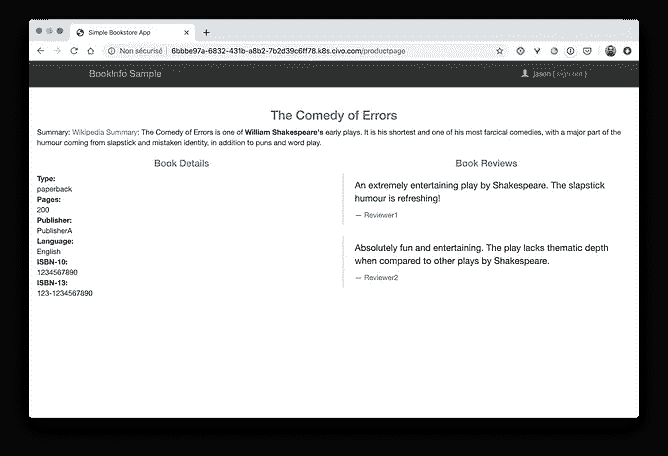 Simple Bookstore App
Non sécurisé 6bbbe97a-6832-431b-a8b2-7b2d39c6ff78.k8s.civo.com/productpage
BookInfo Sample
Jason (sign out)
The Comedy of Errors
Summary: Wikipedia Summary: The Comedy of Errors is one of William Shakespeare's early plays. It is his shortest and one of his most farcical comedies, with a major part of the
humour coming from slapstick and mistaken identity, in addition to puns and word play.
Book Details
Type:
paperback
Pages:
200
Publisher:
PublisherA
Language:
English
ISBN-10:
1234567890
ISBN-13:
123-1234567890
Book Reviews
An extremely entertaining play by Shakespeare. The slapstick
humour is refreshing!
— Reviewer1
Absolutely fun and entertaining. The play lacks thematic depth
when compared to other plays by Shakespeare.
— Reviewer2